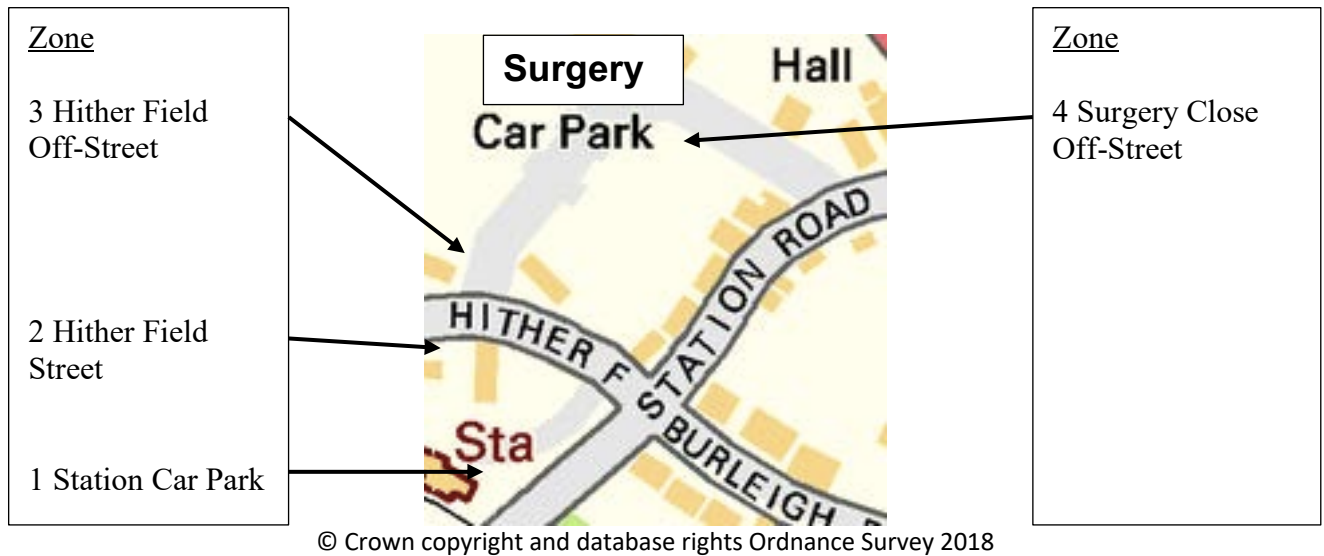 Zone
3 Hither Field
Off-Street
2 Hither Field
Street
1 Station Car Park
Surgery
Hall
Car Park
HITHER F
STATION ROAD
Sta
BURLEIGH
Zone
4 Surgery Close
Off-Street
© Crown copyright and database rights Ordnance Survey 2018